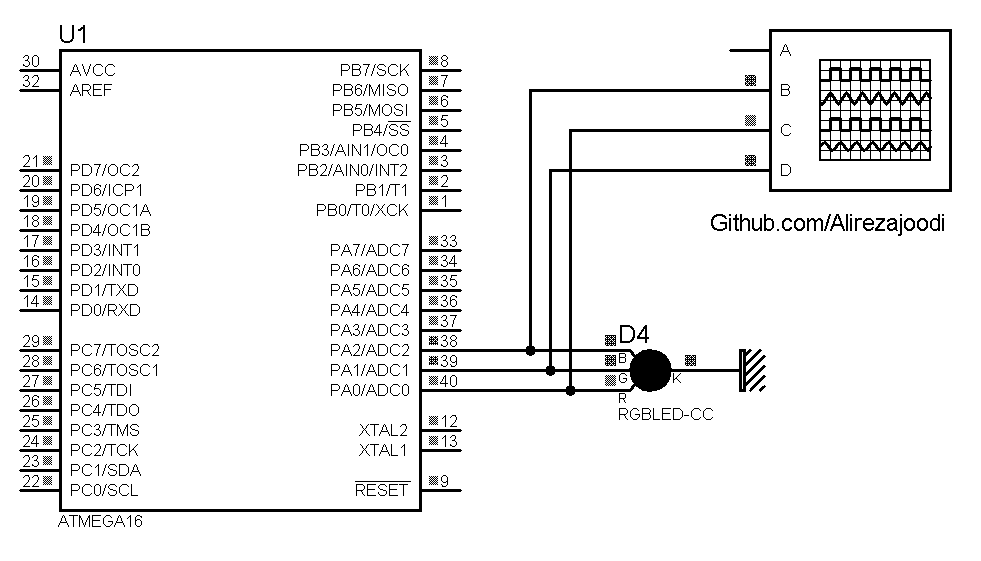 U1
30 AVCC PB7/SCK 8
32 AREF PB6/MISO 7
PB5/MOSI 6
PB4/SS 5
PB3/AIN1/OC0 4
21 PD7/OC2 PB2/AIN0/INT2 3
20 PD6/ICP1 PB1/T1 2
19 PD5/OC1A PB0/T0/XCK 1
18 PD4/OC1B
17 PD3/INT1 PA7/ADC7 33
16 PD2/INT0 PA6/ADC6 34
15 PD1/TXD PA5/ADC5 35
14 PD0/RXD PA4/ADC4 36
PA3/ADC3 37
29 PC7/TOSC2 PA2/ADC2 38
28 PC6/TOSC1 PA1/ADC1 39
27 PC5/TDI PA0/ADC0 40
26 PC4/TDO
25 PC3/TMS XTAL2 12
24 PC2/TCK XTAL1 13
23 PC1/SDA
22 PC0/SCL RESET 9
ATMEGA16
A
B
C
D
Github.com/Alirezajoodi
D4
B
G K
R
RGBLED-CC